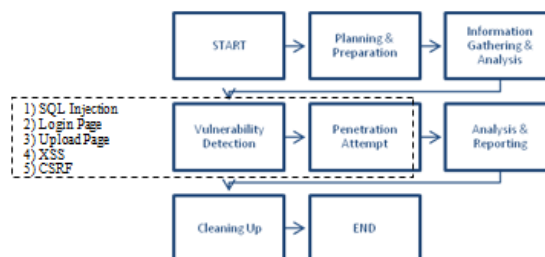 START
Planning &
Preparation
Information
Gathering &
Analysis
1) SQL Injection
2) Login Page
3) Upload Page
4) XSS
5) CSRF
Vulnerability
Detection
Penetration
Attempt
Analysis &
Reporting
Cleaning Up
END